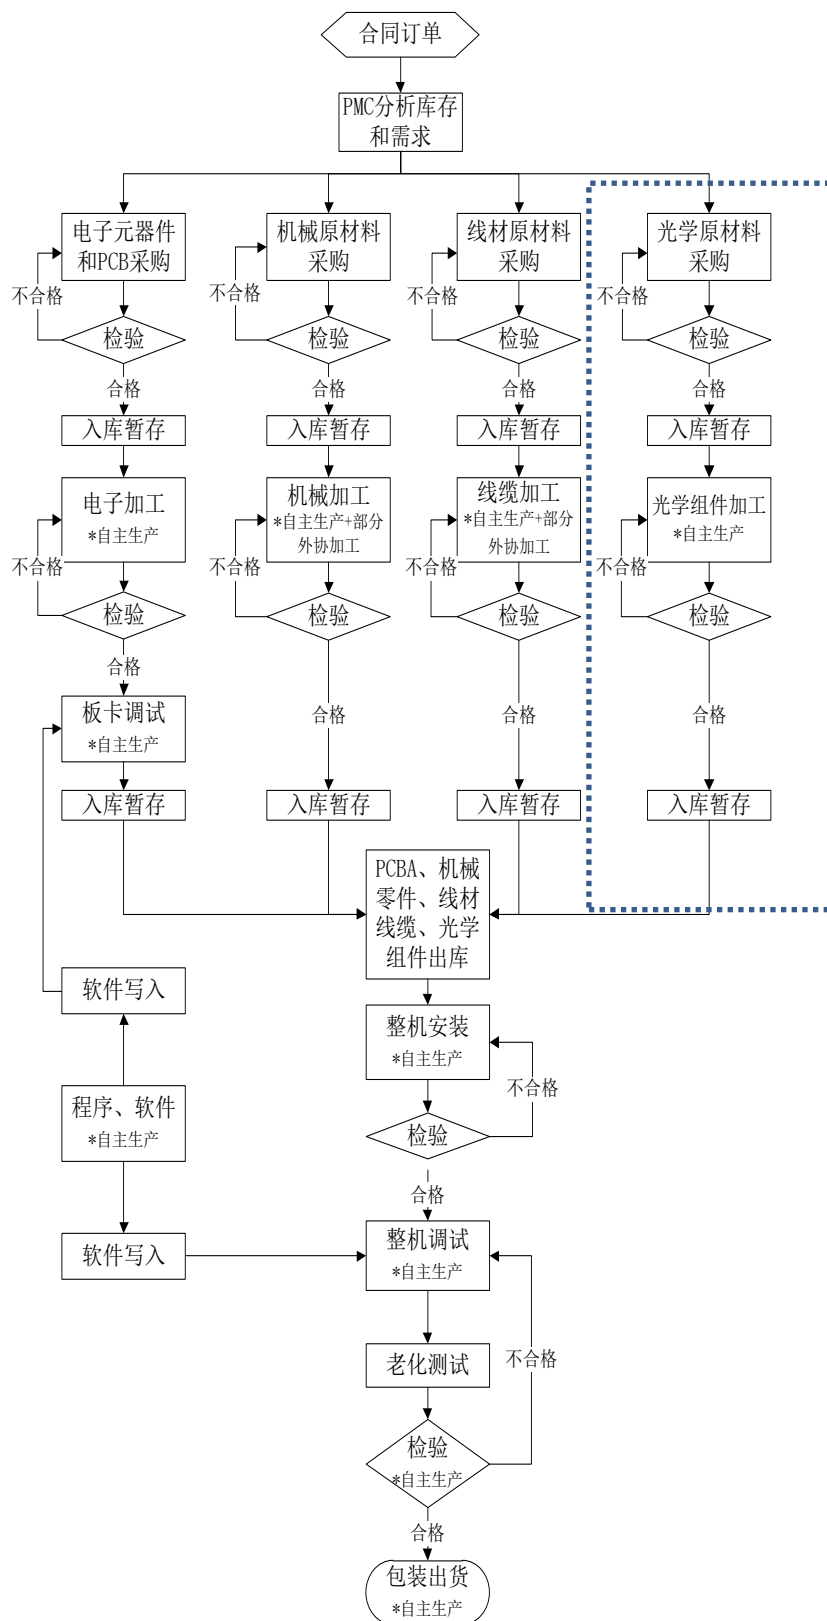 合同订单
PMC分析库存
和需求
电子元器件
和PCB采购
机械原材料
采购
线材原材料
采购
光学原材料
采购
不合格
不合格
不合格
不合格
检验
检验
检验
检验
合格
合格
合格
合格
入库暂存
入库暂存
入库暂存
入库暂存
电子加工
*自主生产
机械加工
*自主生产+部分
外协加工
线缆加工
*自主生产+部分
外协加工
光学组件加工
*自主生产
不合格
不合格
不合格
不合格
检验
检验
检验
检验
合格
板卡调试
*自主生产
合格
合格
合格
入库暂存
入库暂存
入库暂存
入库暂存
PCBA、机械
零件、线材
线缆、光学
组件出库
软件写入
整机安装
*自主生产
不合格
程序、软件
*自主生产
检验
合格
软件写入
整机调试
*自主生产
老化测试
不合格
检验
*自主生产
合格
包装出货
*自主生产